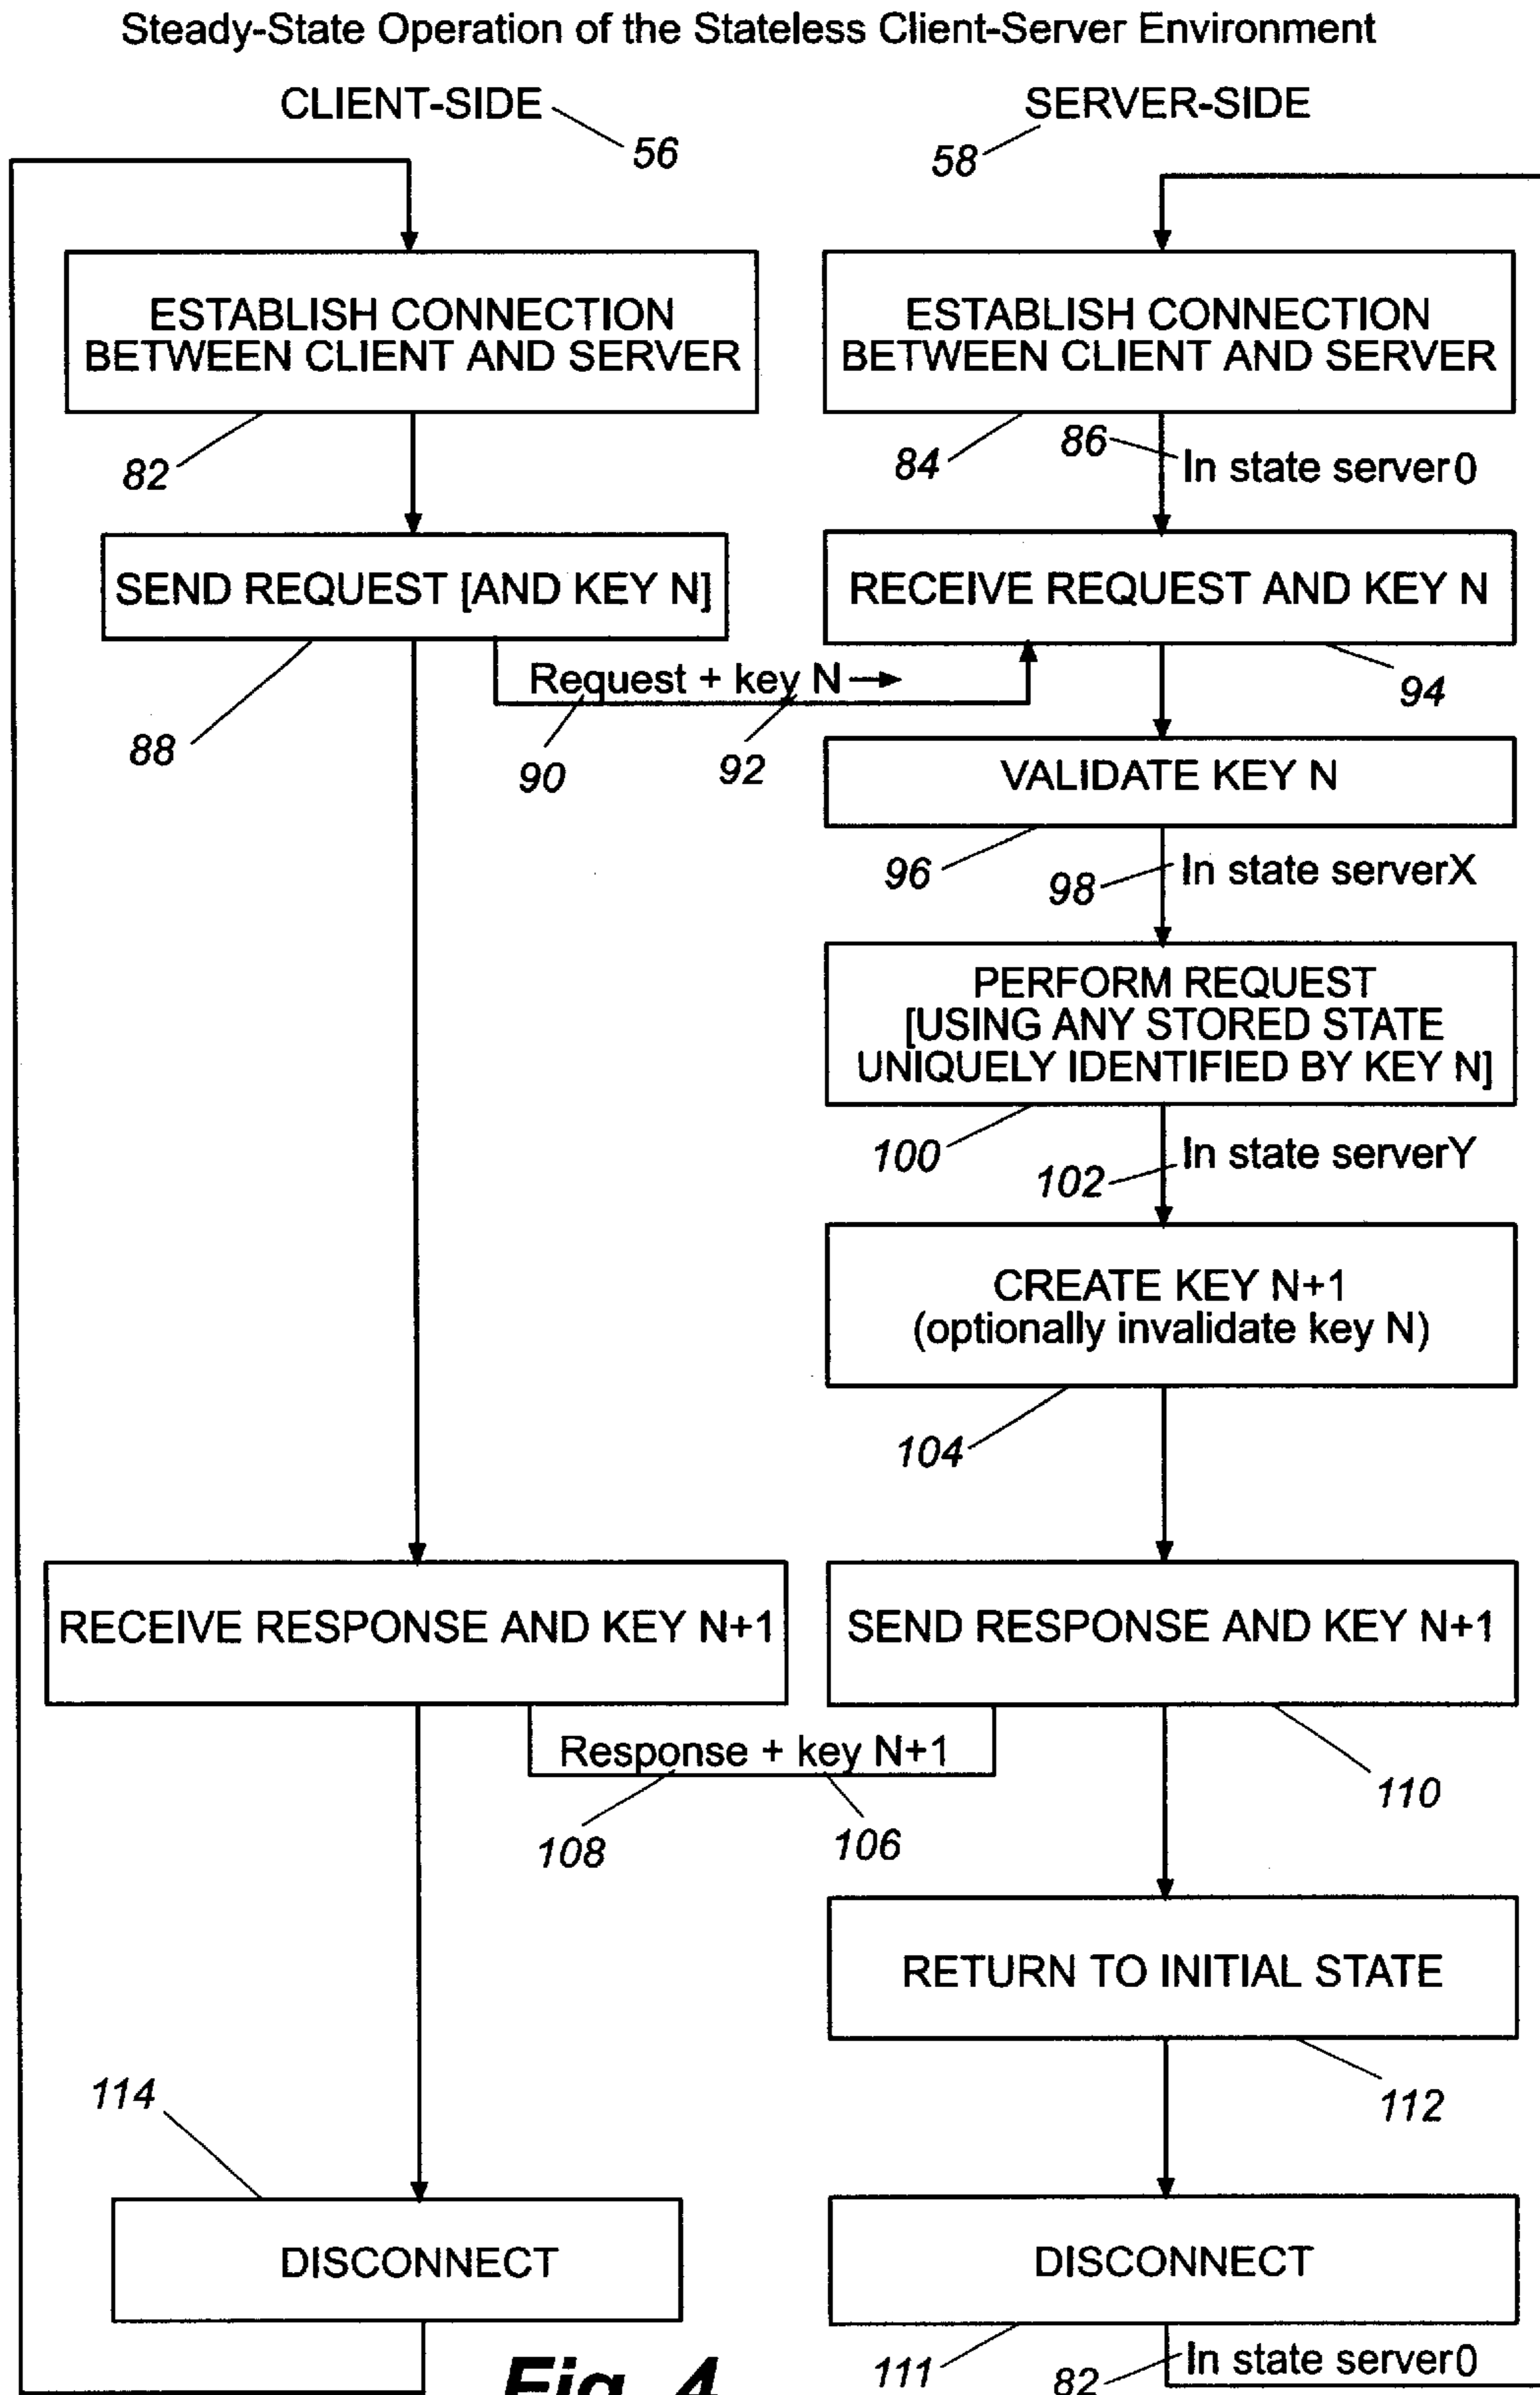 Steady-State Operation of the Stateless Client-Server Environment
CLIENT-SIDE
56
SERVER-SIDE
58
ESTABLISH CONNECTION
BETWEEN CLIENT AND SERVER
82
ESTABLISH CONNECTION
BETWEEN CLIENT AND SERVER
84
86
In state server0
SEND REQUEST [AND KEY N]
88
RECEIVE REQUEST AND KEY N
94
Request + key N
90
92
VALIDATE KEY N
96
98
In state serverX
PERFORM REQUEST
[USING ANY STORED STATE
UNIQUELY IDENTIFIED BY KEY N]
100
102
In state serverY
CREATE KEY N+1
(optionally invalidate key N)
104
RECEIVE RESPONSE AND KEY N+1
SEND RESPONSE AND KEY N+1
Response + key N+1
108
106
110
RETURN TO INITIAL STATE
112
114
DISCONNECT
DISCONNECT
111
82
In state server0
Fig. 4